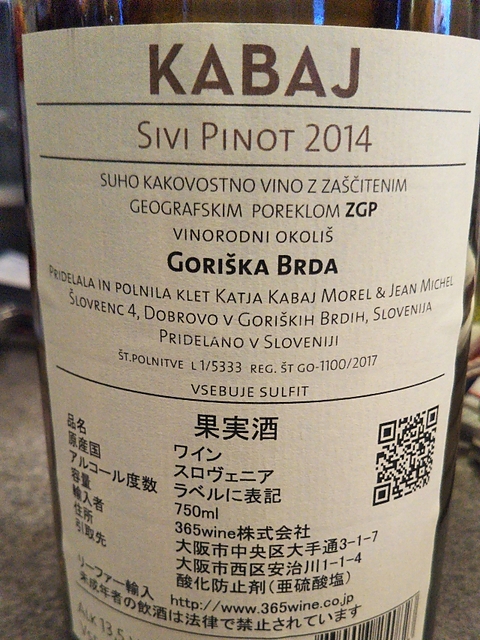 KABAJ
SIVI PINOT 2014
SUHO KAKOVOSTNO VINO Z ZAŠČITENIM
GEOGRAFSKIM POREKLOM ZGP
VINORODNI OKOLIŠ
GORIŠKA BRDA
PRIDELALA IN POLNILA KLET KATJA KABAJ MOREL & JEAN MICHEL
ŠLOVRENC 4, DOBROVO V GORIŠKIH BRDIH, SLOVENIJA
PRIDELANO V SLOVENIJI
ŠT.POLNITVE L 1/5333 REG. ŠT GO-1100/2017
VSEBUJE SULFIT
果実酒
品名 ワイン
原産国 スロヴェニア
アルコール度数 ラベルに表記
容量 750ml
輸入者 365wine株式会社
住所 大阪市中央区大手通3-1-7
引取先 大阪市西区安治川1-1-4
酸化防止剤(亜硫酸塩)
リーファー輸入 http://www.365wine.co.jp
未成年者の飲酒は法律で禁止されています
ALK 13,5